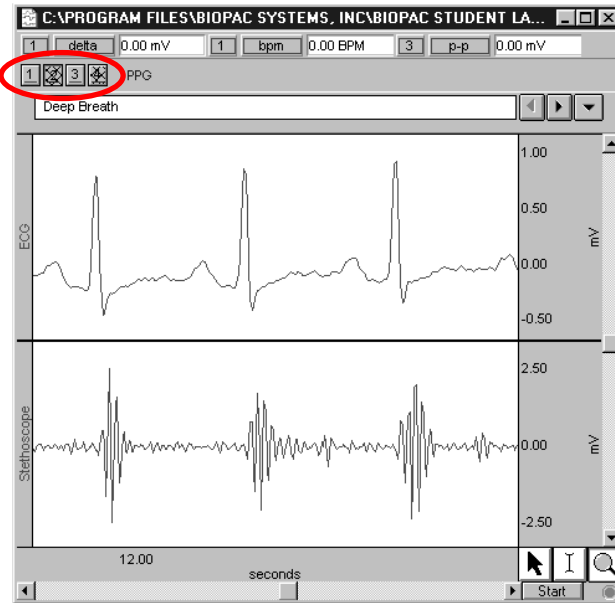 C:\PROGRAM FILES\BIOPAC SYSTEMS, INC\BIOPAC STUDENT LA...
1 delta 0.00 mV 1 bpm 0.00 BPM 3 p-p 0.00 mV
1 2 3 4 PPG
Deep Breath
ECG
1.00
0.50
0.00
-0.50
mV
Stethoscope
2.50
0.00
-2.50
mV
12.00
seconds
Start